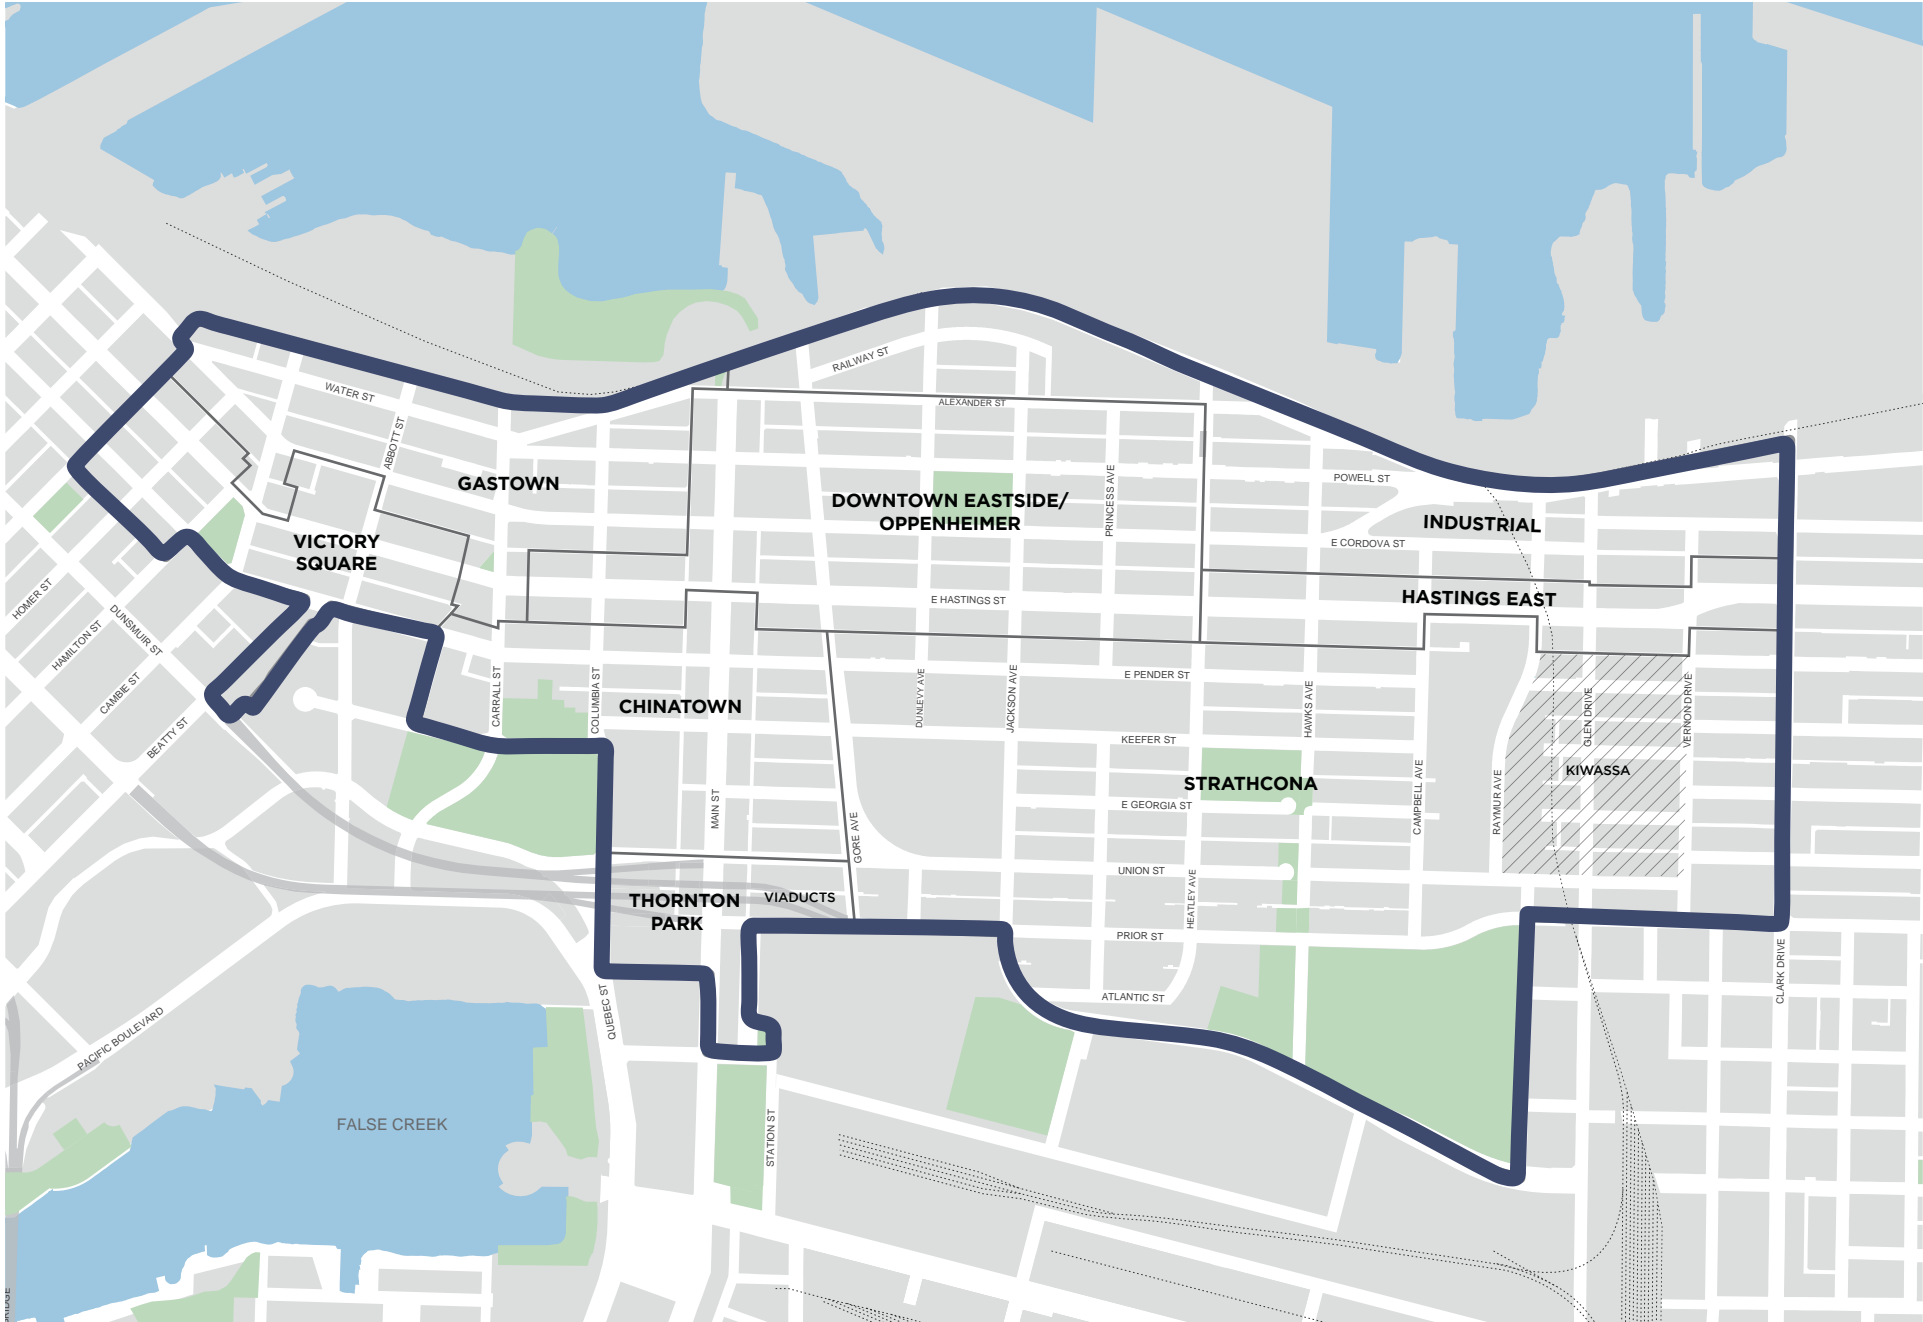 RAILWAY ST
WATER ST
ALEXANDER ST
ABBOTT ST
GASTOWN
DOWNTOWN EASTSIDE/
OPPENHEIMER
PRINCESS AVE
POWELL ST
INDUSTRIAL
E CORDOVA ST
VICTORY
SQUARE
HASTINGS EAST
E HASTINGS ST
HOMER ST
HAMILTON ST
DUNSMUIR ST
CAMBIE ST
BEATTY ST
CARRALL ST
COLUMBIA ST
CHINATOWN
DUNLEVY AVE
JACKSON AVE
E PENDER ST
HAWKS AVE
GLEN DRIVE
VERNON DRIVE
KEEFER ST
STRATHCONA
KIWASSA
MAIN ST
GORE AVE
E GEORGIA ST
CAMPBELL AVE
RAYMUR AVE
UNION ST
THORNTON
PARK
VIADUCTS
HEATLEY AVE
PRIOR ST
ATLANTIC ST
CLARK DRIVE
QUEBEC ST
PACIFIC BOULEVARD
FALSE CREEK
STATION ST